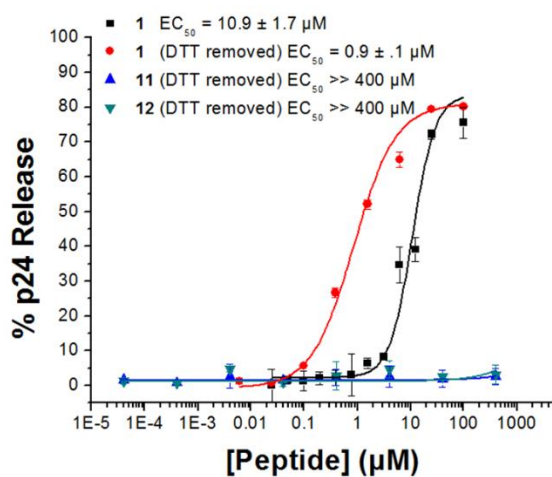 1 EC50 = 10.9 ± 1.7 µM
1 (DTT removed) EC50 = 0.9 ± .1 µM
11 (DTT removed) EC50 >> 400 µM
12 (DTT removed) EC50 >> 400 µM
100
90
80
70
60
50
40
30
20
10
0
% p24 Release
1E-5 1E-4 1E-3 0.01 0.1 1 10 100 1000
[Peptide] (µM)